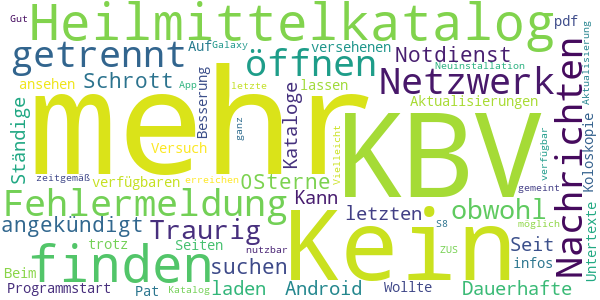 Gut
Heilmittelkatalog
pdf
getrennt
Auf
Galaxy
versehenen
Notdienst
öffnen
Neuinstallation
Aktualisierung
ansehen
Schrott
App
letzte
lassen
Netzwerk
Nachrichten
Ständige
mehr
Besserung
Kataloge
Aktualisierungen
Versuch
ganz
Vielleicht
KBV
Koloskopie
verfügbar
zeitgemäß
verfügbaren
erreichen
OSterne
gemeint
Fehlermeldung
Kann
Kein
letzten
obwohl
angekündigt
Traurig
Seit
S8
möglich
Untertexte
finden
trotz
Seiten
suchen
nutzbar
ZUS
infos
Beim
Programmstart
Pat
Katalog
laden
Android
Wollte
Dauerhafte